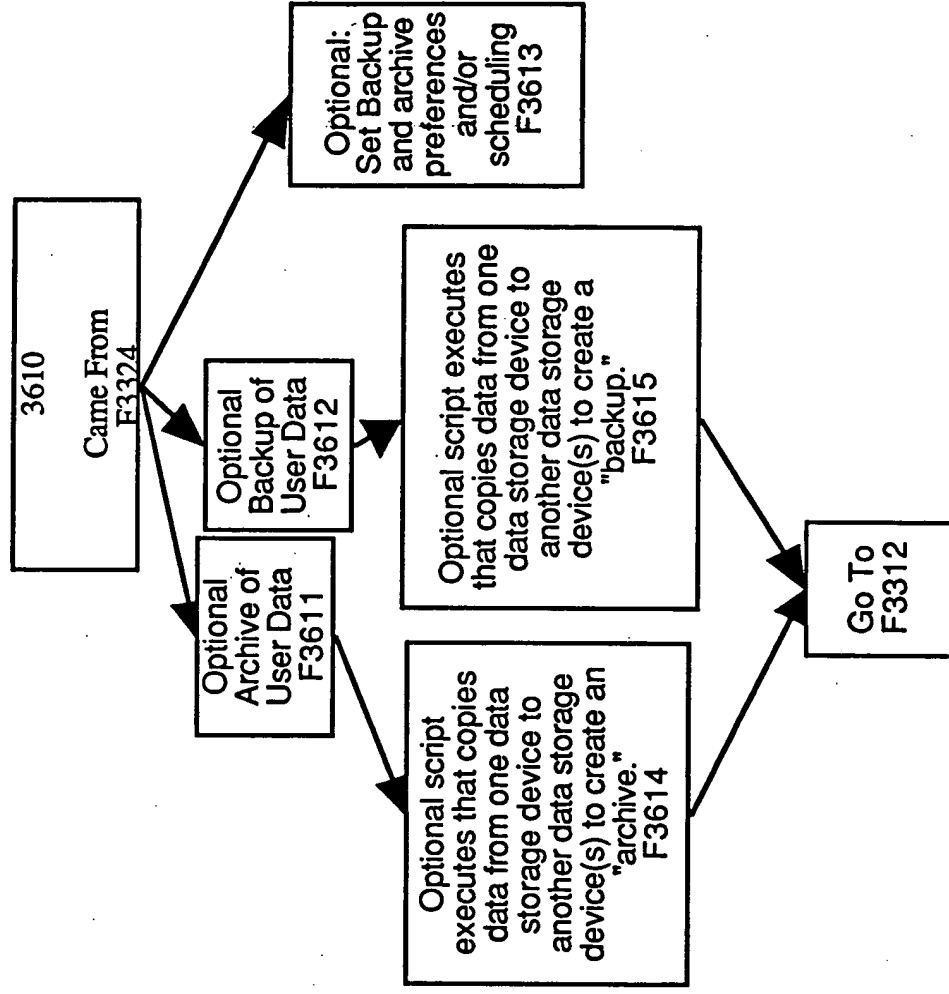 3610
Came From
F3324
Optional
Archive of
User Data
F3611
Optional
Backup of
User Data
F3612
Optional:
Set Backup
and archive
preferences
and/or
scheduling
F3613
Optional script
executes that copies
data from one data
storage device to
another data storage
device(s) to create an
"archive."
F3614
Optional script executes
that copies data from one
data storage device to
another data storage
device(s) to create a
"backup."
F3615
Go To
F3312